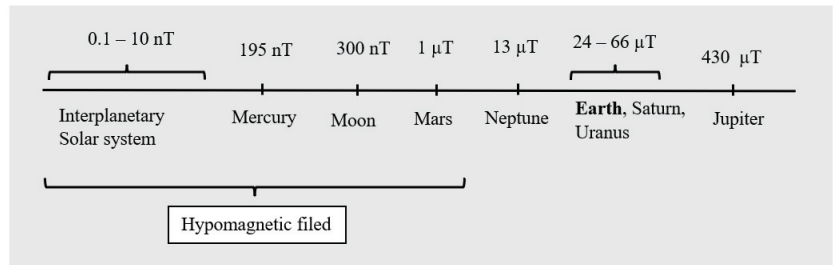 0.1 – 10 nT
195 nT
300 nT
1 µT
13 µT
24 – 66 µT
430 µT
Interplanetary
Solar system
Mercury
Moon
Mars
Neptune
Earth, Saturn,
Uranus
Jupiter
Hypomagnetic filed